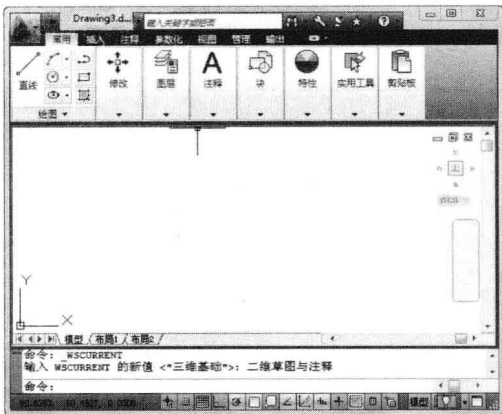 Drawing3.d...
键入关键字或短语
常用 插入 注释 参数化 视图 管理 输出
直线 修改 图层 注释 块 特性 实用工具 剪贴板
绘图
WCS
Y
X
模型 布局1 布局2
命令: _WSCURRENT
输入 WSCURRENT 的新值 <"三维基础">: 二维草图与注释
命令:
模型